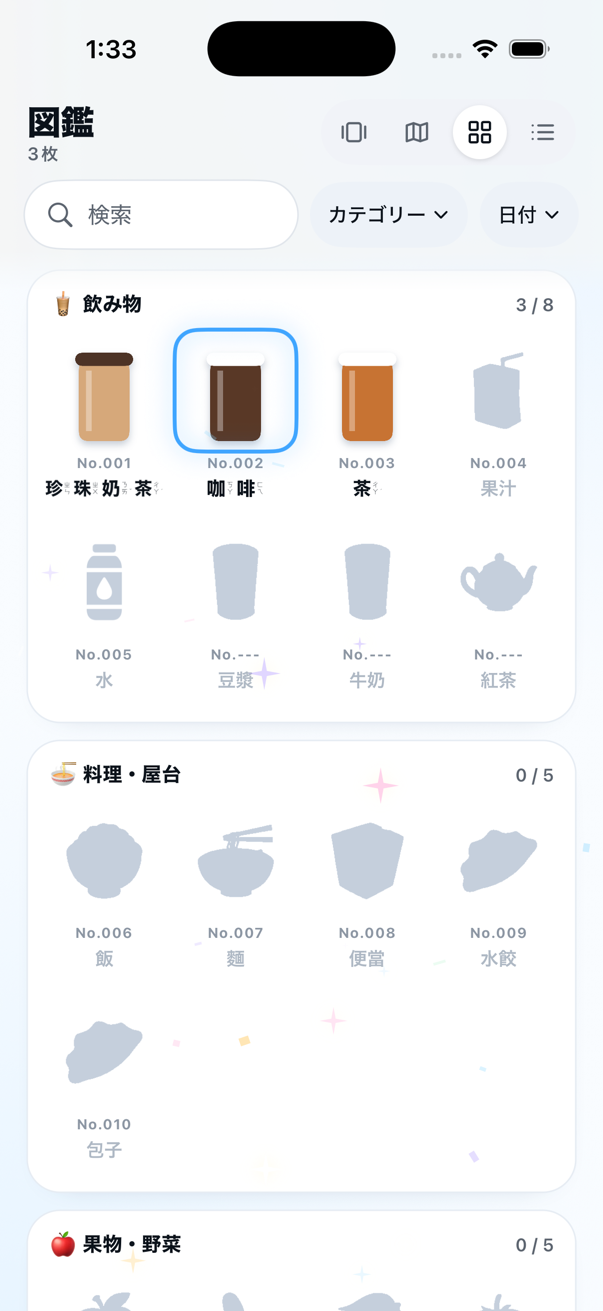 1:33
図鑑
3枚
検索
カテゴリー
日付
飲み物
3 / 8
No.001
No.002
No.003
No.004
珍珠奶茶
咖啡
茶
果汁
No.005
No.---
No.---
No.---
水
豆漿
牛奶
紅茶
料理・屋台
0 / 5
No.006
No.007
No.008
No.009
飯
麵
便當
水餃
No.010
包子
果物・野菜
0 / 5